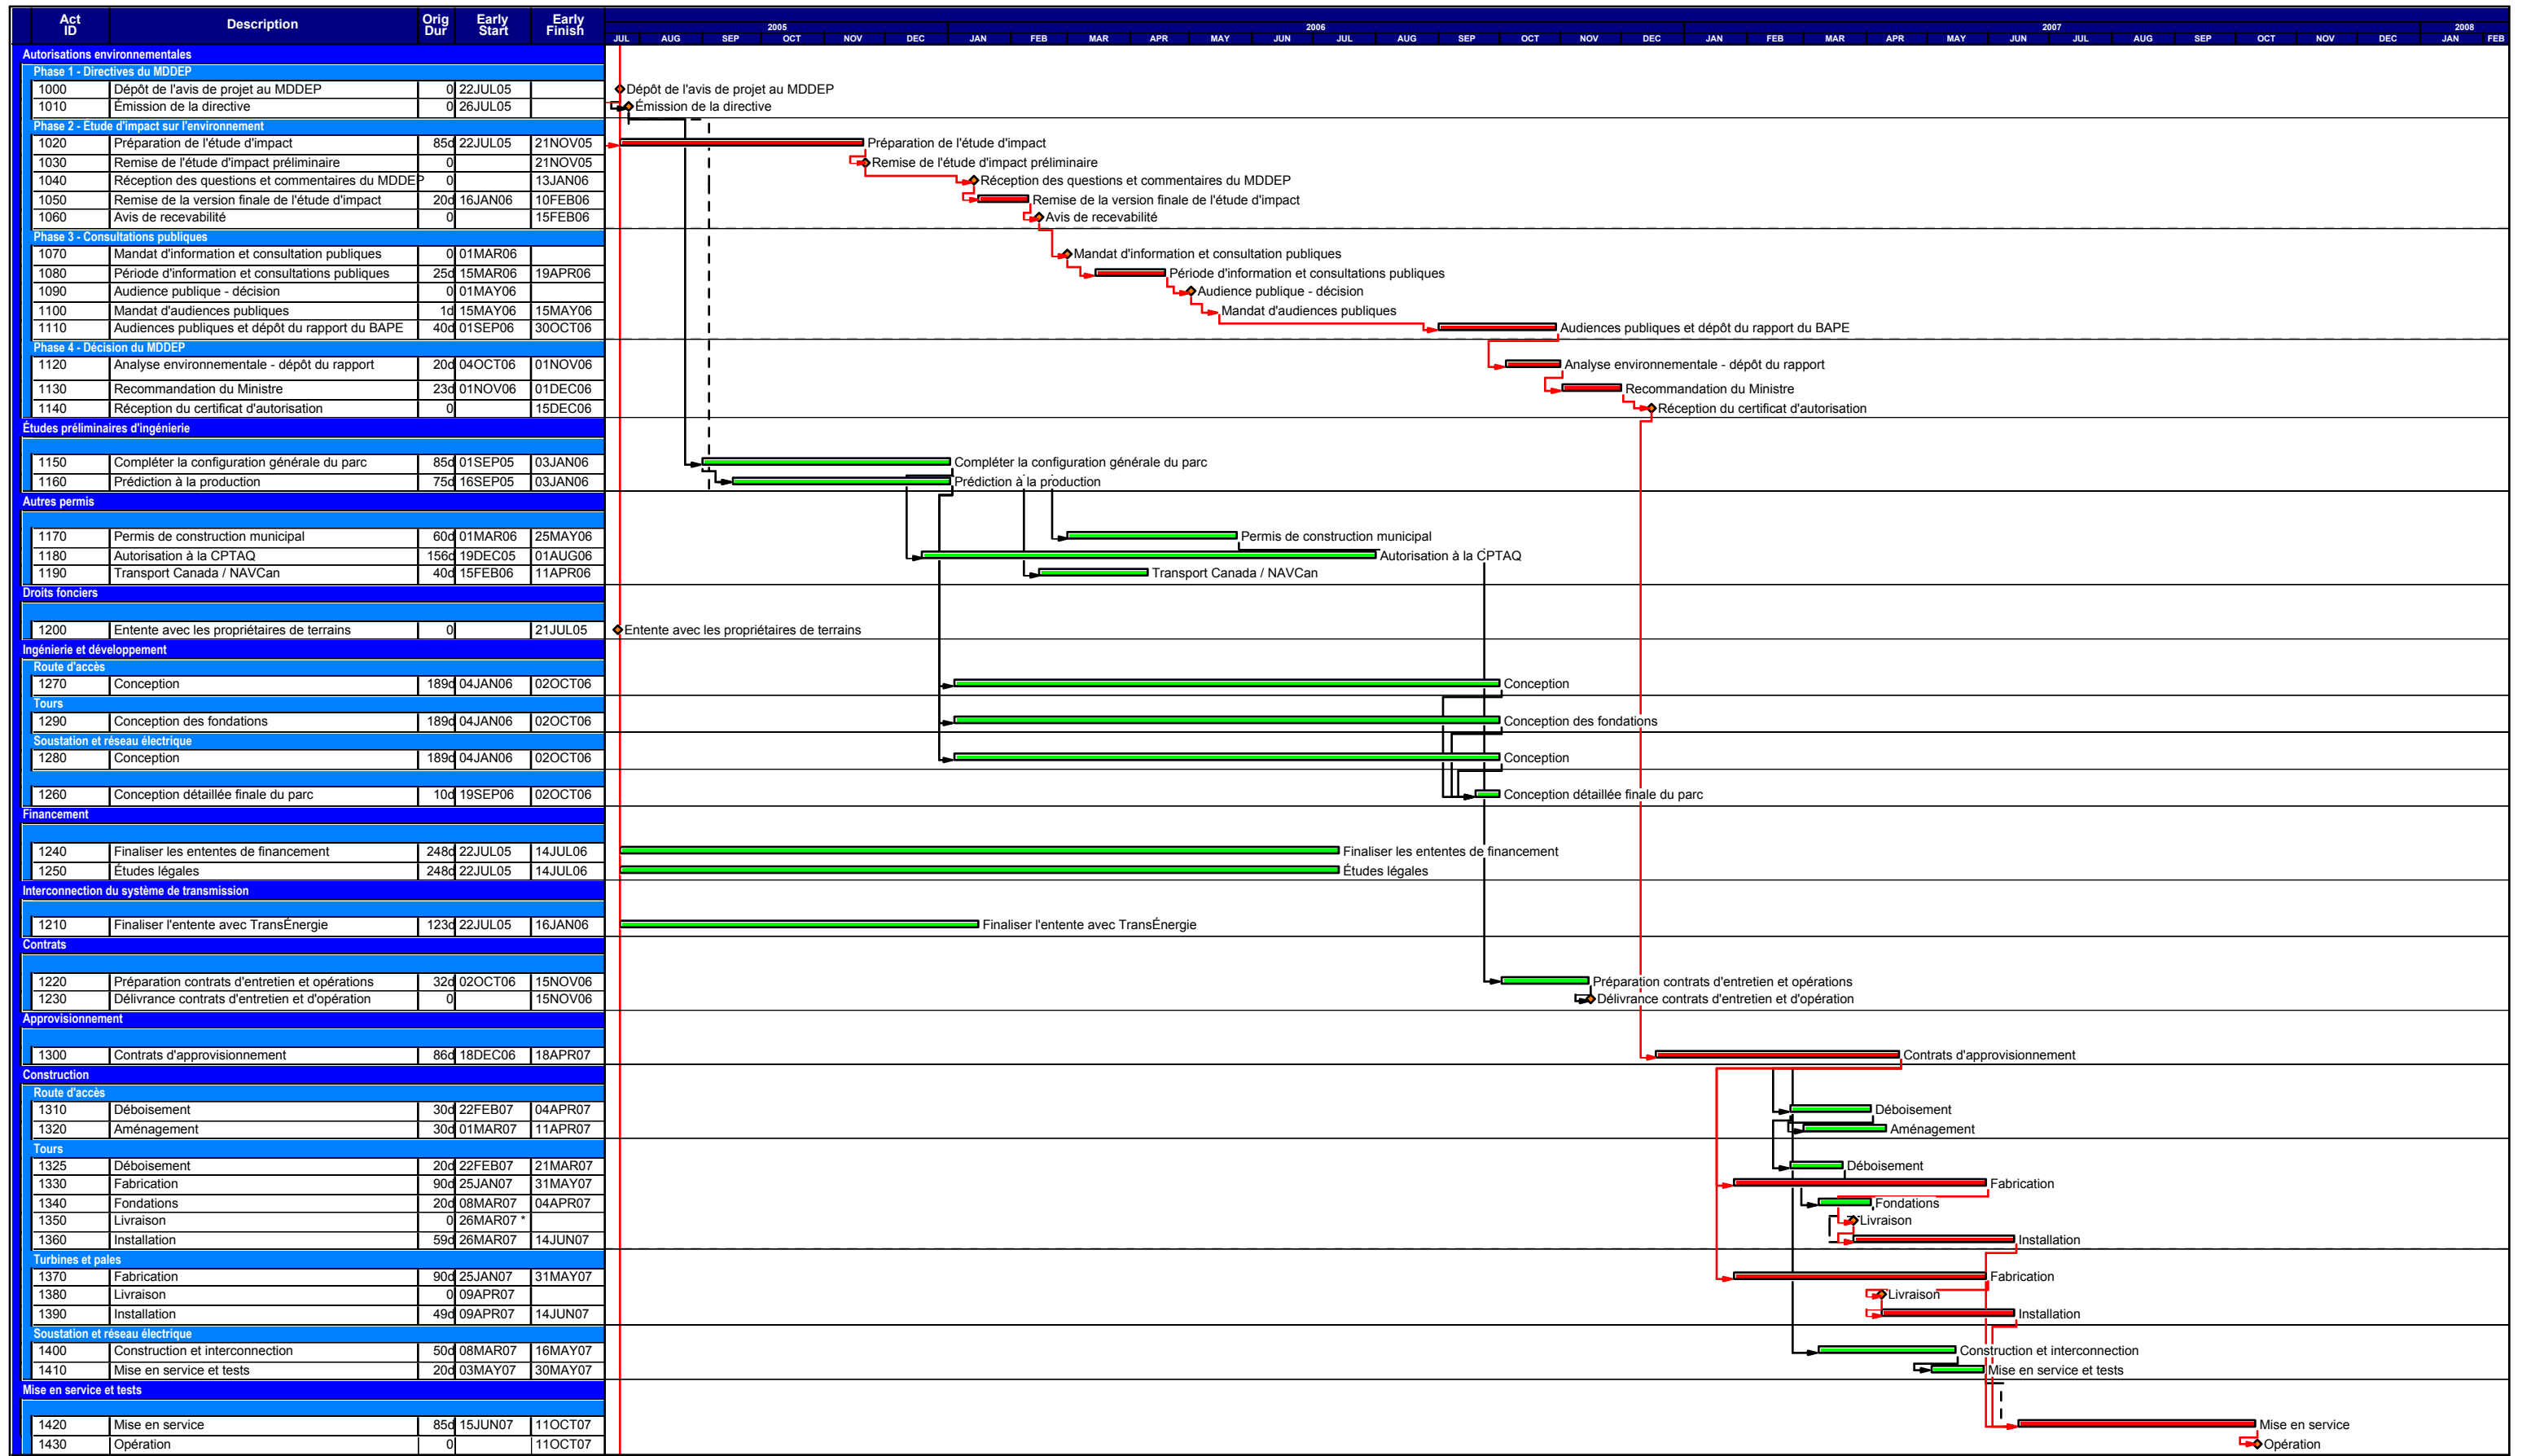 Act ID Description Orig Dur Early Start Early Finish
2005 2006 2007 2008
JUL AUG SEP OCT NOV DEC JAN FEB MAR APR MAY JUN JUL AUG SEP OCT NOV DEC JAN FEB MAR APR MAY JUN JUL AUG SEP OCT NOV DEC JAN FEB
Autorisations environnementales
Phase 1 - Directives du MDDEP
1000 Dépôt de l'avis de projet au MDDEP 0 22JUL05 Dépôt de l'avis de projet au MDDEP
1010 Émission de la directive 0 26JUL05 Émission de la directive
Phase 2 - Étude d'impact sur l'environnement
1020 Préparation de l'étude d'impact 85d 22JUL05 21NOV05 Préparation de l'étude d'impact
1030 Remise de l'étude d'impact préliminaire 0 21NOV05 Remise de l'étude d'impact préliminaire
1040 Réception des questions et commentaires du MDDEP 0 13JAN06 Réception des questions et commentaires du MDDEP
1050 Remise de la version finale de l'étude d'impact 20d 16JAN06 10FEB06 Remise de la version finale de l'étude d'impact
1060 Avis de recevabilité 0 15FEB06 Avis de recevabilité
Phase 3 - Consultations publiques
1070 Mandat d'information et consultation publiques 0 01MAR06 Mandat d'information et consultation publiques
1080 Période d'information et consultations publiques 25d 15MAR06 19APR06 Période d'information et consultations publiques
1090 Audience publique - décision 0 01MAY06 Audience publique - décision
1100 Mandat d'audiences publiques 1d 15MAY06 15MAY06 Mandat d'audiences publiques
1110 Audiences publiques et dépôt du rapport du BAPE 40d 01SEP06 30OCT06 Audiences publiques et dépôt du rapport du BAPE
Phase 4 - Décision du MDDEP
1120 Analyse environnementale - dépôt du rapport 20d 04OCT06 01NOV06 Analyse environnementale - dépôt du rapport
1130 Recommandation du Ministre 23d 01NOV06 01DEC06 Recommandation du Ministre
1140 Réception du certificat d'autorisation 0 15DEC06 Réception du certificat d'autorisation
Études préliminaires d'ingénierie
1150 Compléter la configuration générale du parc 85d 01SEP05 03JAN06 Compléter la configuration générale du parc
1160 Prédiction à la production 75d 16SEP05 03JAN06 Prédiction à la production
Autres permis
1170 Permis de construction municipal 60d 01MAR06 25MAY06 Permis de construction municipal
1180 Autorisation à la CPTAQ 156d 19DEC05 01AUG06 Autorisation à la CPTAQ
1190 Transport Canada / NAVCan 40d 15FEB06 11APR06 Transport Canada / NAVCan
Droits fonciers
1200 Entente avec les propriétaires de terrains 0 21JUL05 Entente avec les propriétaires de terrains
Ingénierie et développement
Route d'accès
1270 Conception 189d 04JAN06 02OCT06 Conception
Tours
1290 Conception des fondations 189d 04JAN06 02OCT06 Conception des fondations
Soustation et réseau électrique
1280 Conception 189d 04JAN06 02OCT06 Conception
1260 Conception détaillée finale du parc 10d 19SEP06 02OCT06 Conception détaillée finale du parc
Financement
1240 Finaliser les ententes de financement 248d 22JUL05 14JUL06 Finaliser les ententes de financement
1250 Études légales 248d 22JUL05 14JUL06 Études légales
Interconnection du système de transmission
1210 Finaliser l'entente avec TransÉnergie 123d 22JUL05 16JAN06 Finaliser l'entente avec TransÉnergie
Contrats
1220 Préparation contrats d'entretien et opérations 32d 02OCT06 15NOV06 Préparation contrats d'entretien et opérations
1230 Délivrance contrats d'entretien et d'opération 0 15NOV06 Délivrance contrats d'entretien et d'opération
Approvisionnement
1300 Contrats d'approvisionnement 86d 18DEC06 18APR07 Contrats d'approvisionnement
Construction
Route d'accès
1310 Déboisement 30d 22FEB07 04APR07 Déboisement
1320 Aménagement 30d 01MAR07 11APR07 Aménagement
Tours
1325 Déboisement 20d 22FEB07 21MAR07 Déboisement
1330 Fabrication 90d 25JAN07 31MAY07 Fabrication
1340 Fondations 20d 08MAR07 04APR07 Fondations
1350 Livraison 0 26MAR07 * Livraison
1360 Installation 59d 26MAR07 14JUN07 Installation
Turbines et pales
1370 Fabrication 90d 25JAN07 31MAY07 Fabrication
1380 Livraison 0 09APR07 Livraison
1390 Installation 49d 09APR07 14JUN07 Installation
Soustation et réseau électrique
1400 Construction et interconnection 50d 08MAR07 16MAY07 Construction et interconnection
1410 Mise en service et tests 20d 03MAY07 30MAY07 Mise en service et tests
Mise en service et tests
1420 Mise en service 85d 15JUN07 11OCT07 Mise en service
1430 Opération 0 11OCT07 Opération